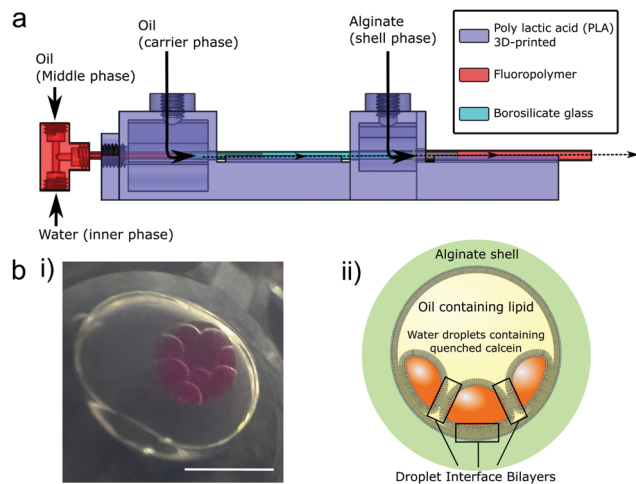 a
Oil
(Middle phase)
Oil
(carrier phase)
Alginate
(shell phase)
Poly lactic acid (PLA)
3D-printed
Fluoropolymer
Borosilicate glass
Water (inner phase)
b
i)
ii)
Alginate shell
Oil containing lipid
Water droplets containing
quenched calcein
Droplet Interface Bilayers